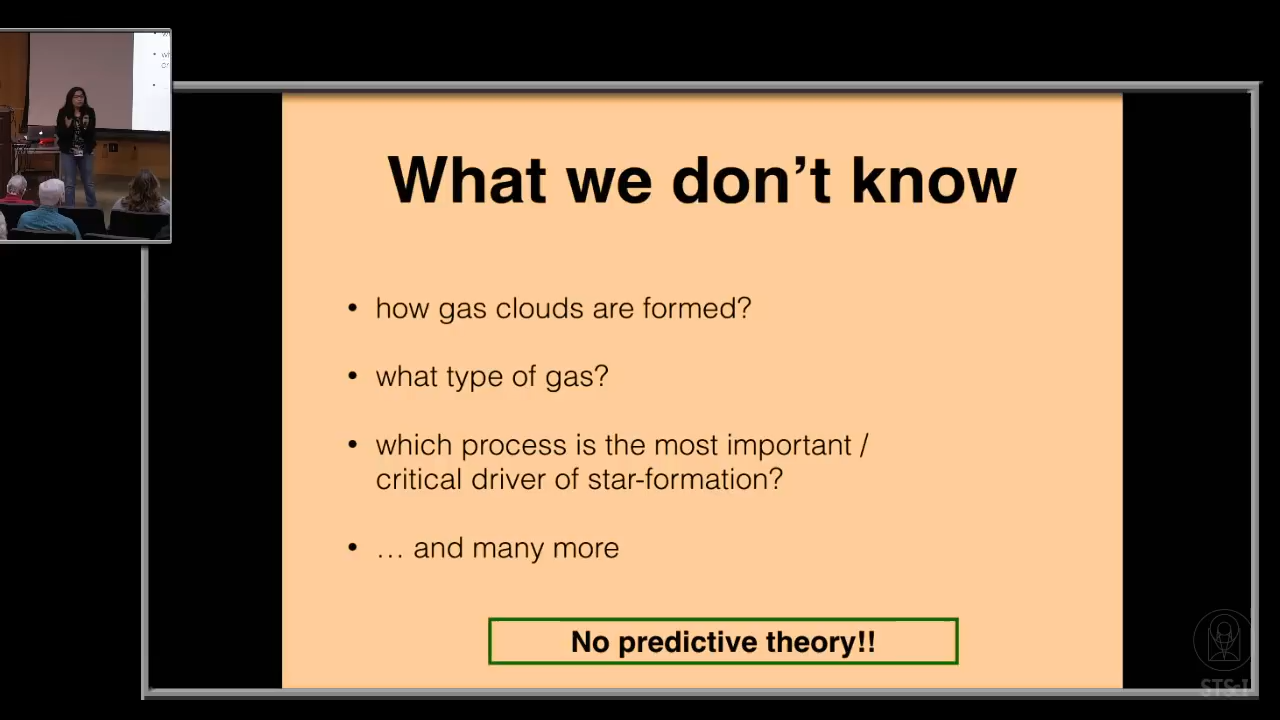 What we don’t know
• how gas clouds are formed?
• what type of gas?
• which process is the most important /
critical driver of star-formation?
• … and many more
No predictive theory!!
STScI